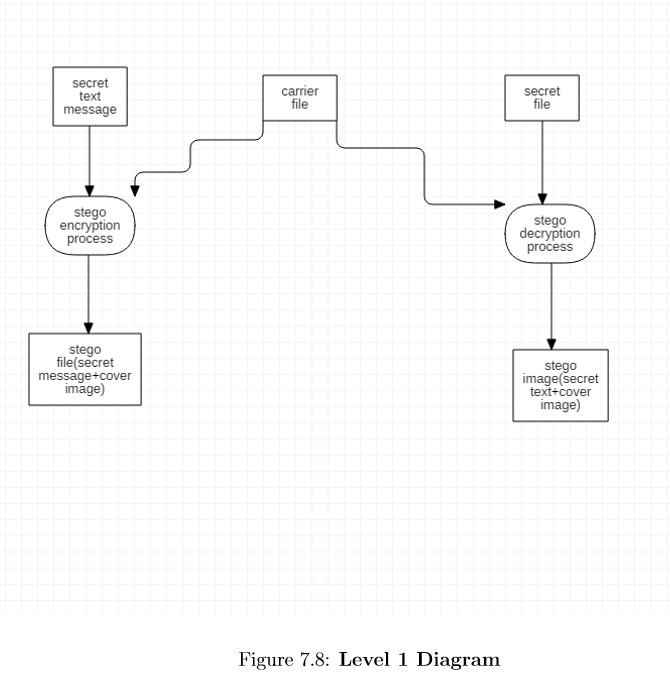 secret
text
message
carrier
file
secret
file
stego
encryption
process
stego
decryption
process
stego
file(secret
message+cover
image)
stego
image(secret
text+cover
image)
Figure 7.8: Level 1 Diagram